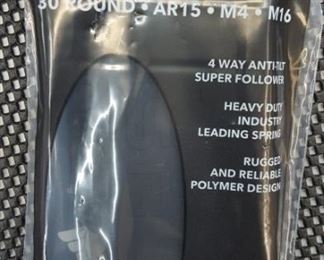 30 ROUND • AR15 • M4 • M16
4 WAY ANTI-TILT
SUPER FOLLOWER
HEAVY DUTY
INDUSTRY
LEADING SPRING
RUGGED
AND RELIABLE
POLYMER DESIGN